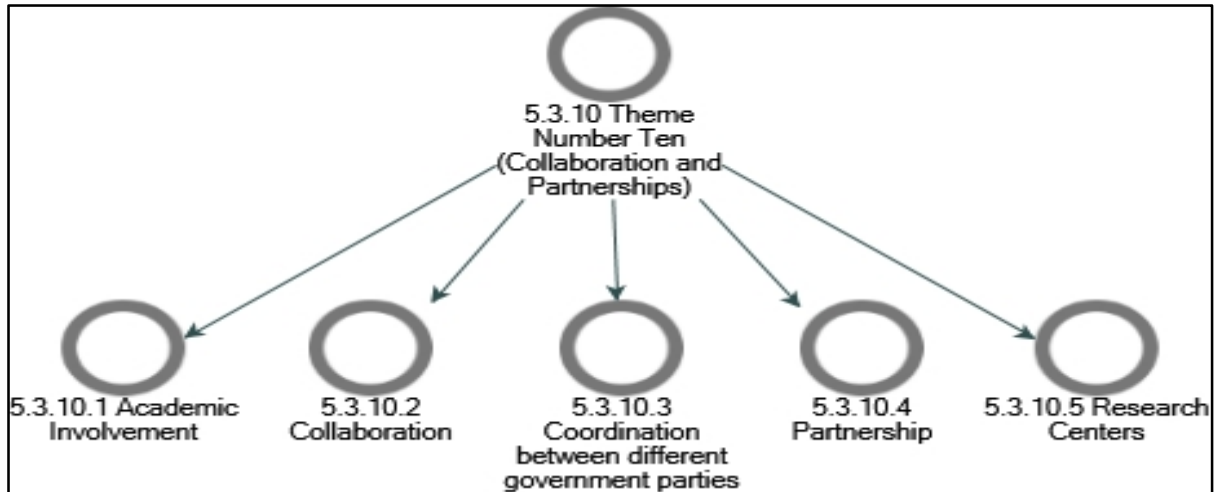 5.3.10 Theme
Number Ten
(Collaboration and
Partnerships)
5.3.10.1 Academic
Involvement
5.3.10.2
Collaboration
5.3.10.3
Coordination
between different
government parties
5.3.10.4
Partnership
5.3.10.5 Research
Centers